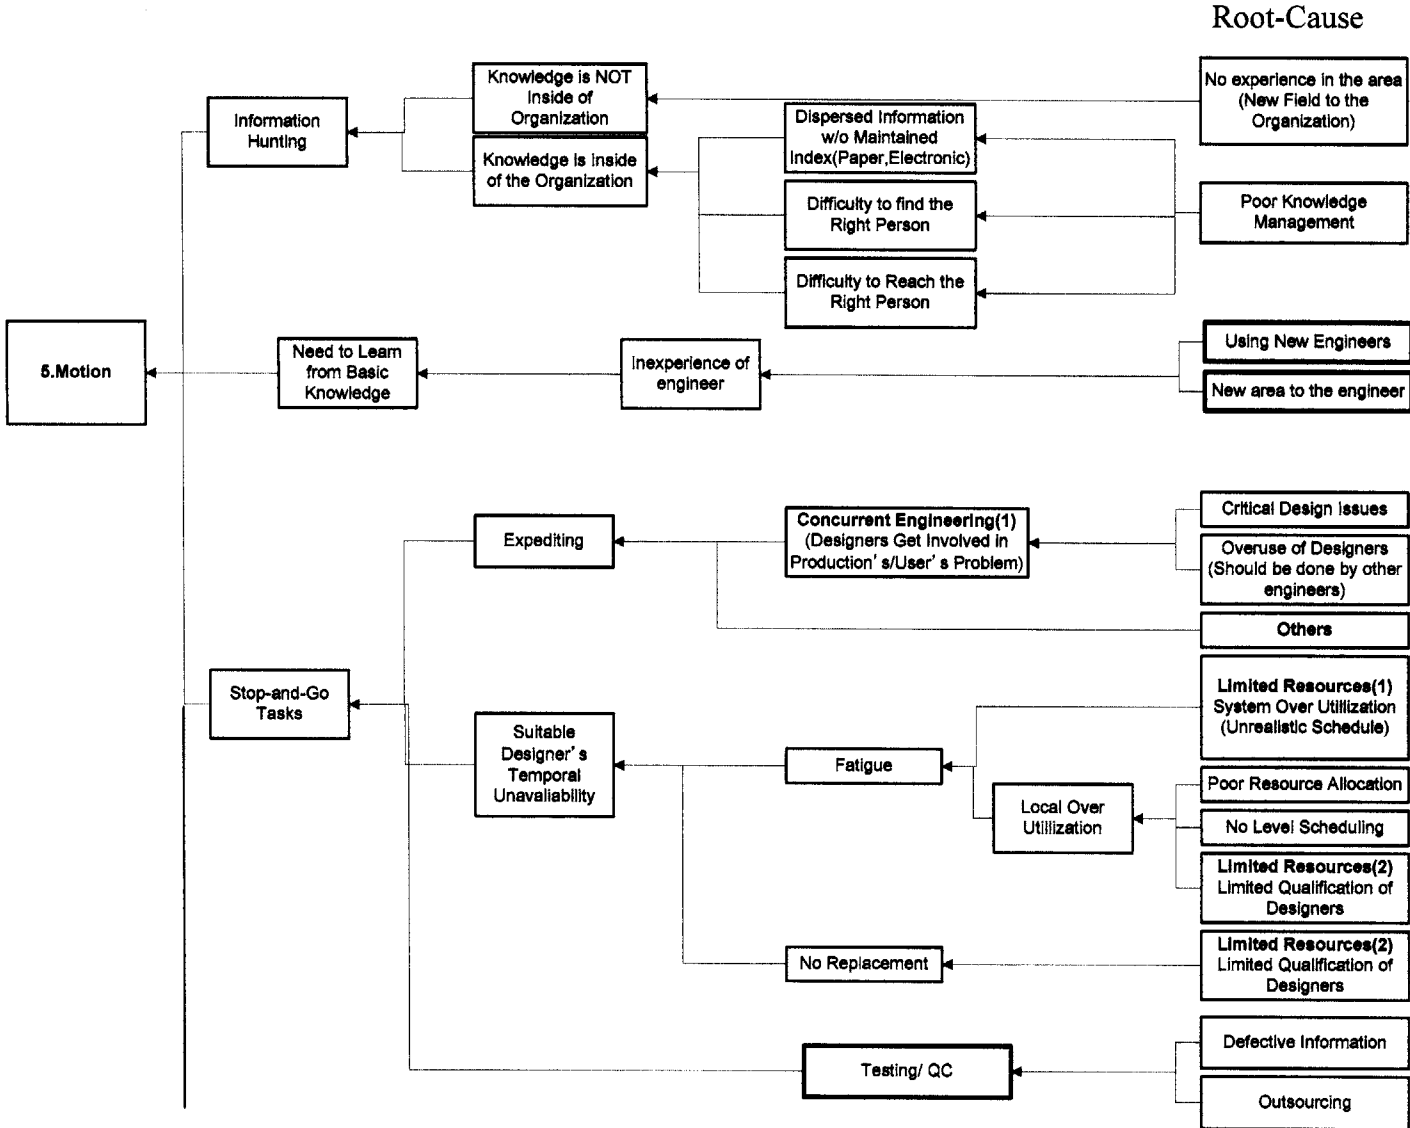 Root-Cause
Knowledge is NOT
Inside of
Organization
No experience in the area
(New Field to the
Organization)
Information
Hunting
Dispersed Information
w/o Maintained
Index(Paper,Electronic)
Knowledge is Inside
of the Organization
Difficulty to find the
Right Person
Poor Knowledge
Management
Difficulty to Reach the
Right Person
5.Motion
Need to Learn
from Basic
Knowledge
Inexperience of
engineer
Using New Engineers
New area to the engineer
Expediting
Concurrent Engineering(1)
(Designers Get Involved in
Production's/User's Problem)
Critical Design Issues
Overuse of Designers
(Should be done by other
engineers)
Others
Stop-and-Go
Tasks
Limited Resources(1)
System Over Utillization
(Unrealistic Schedule)
Suitable
Designer's
Temporal
Unavaliability
Fatigue
Local Over
Utillization
Poor Resource Allocation
No Level Scheduling
Limited Resources(2)
Limited Qualification of
Designers
No Replacement
Limited Resources(2)
Limited Qualification of
Designers
Testing/ QC
Defective Information
Outsourcing